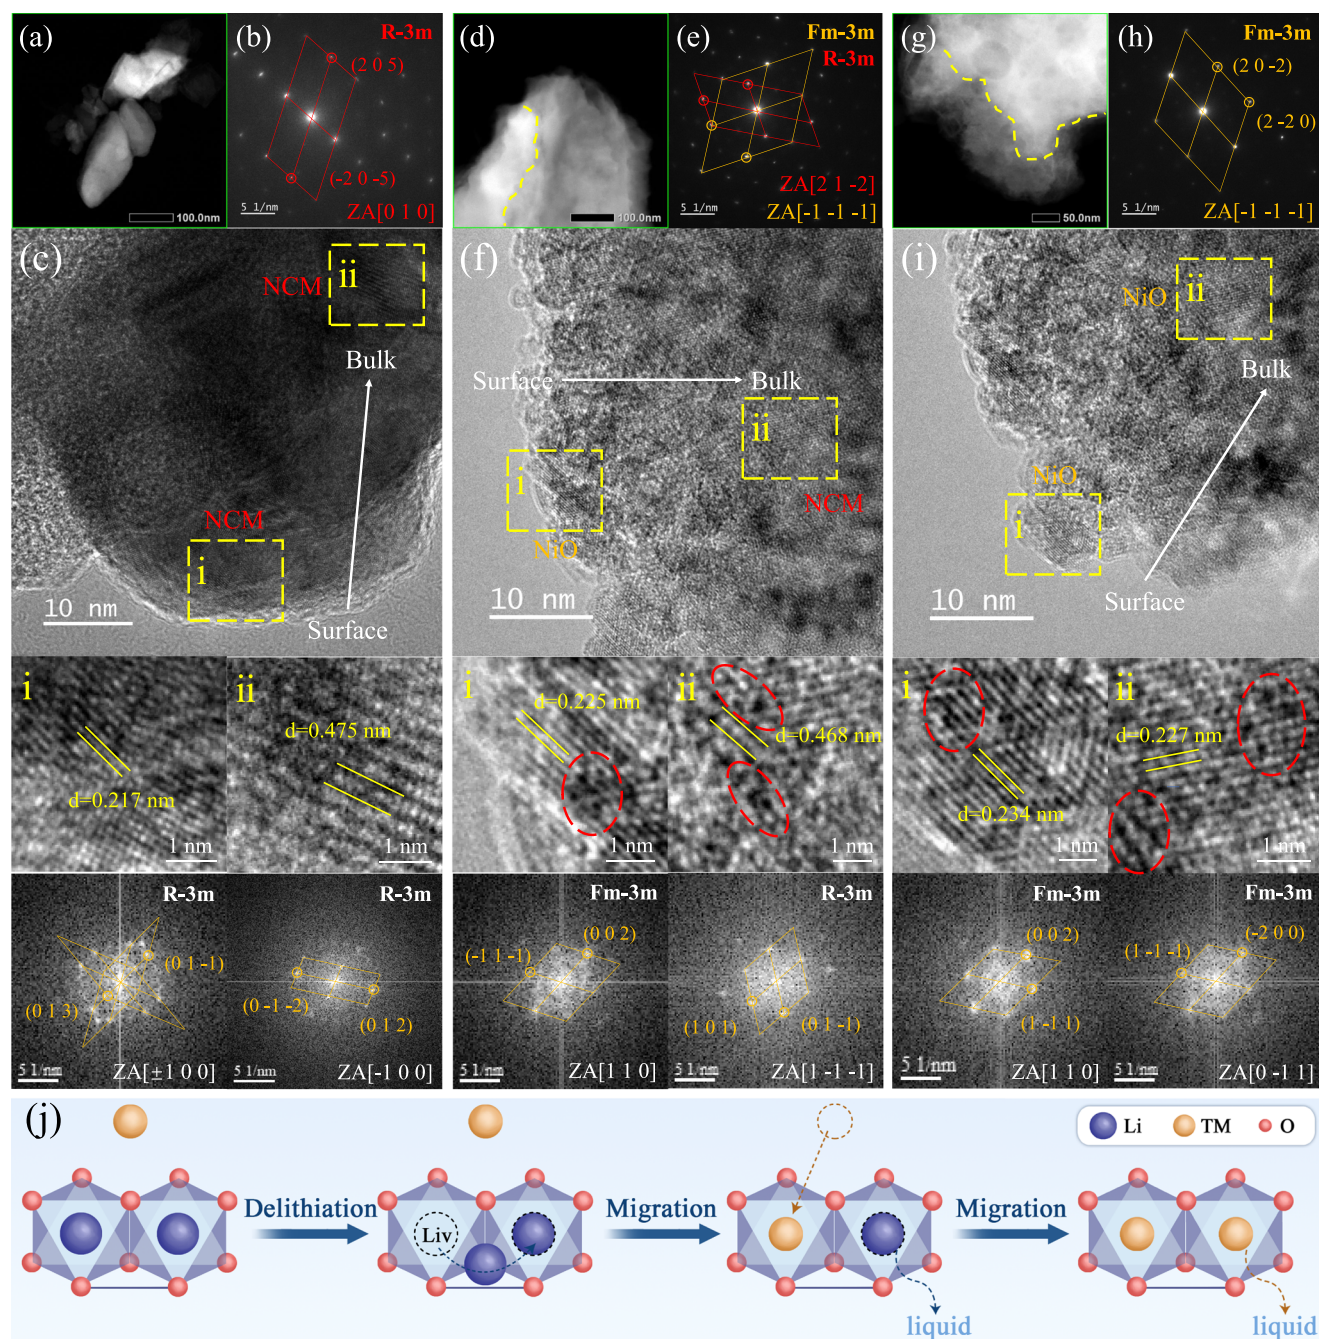 (a)
100.0nm
(b)
R-3m
(2 0 5)
(-2 0 -5)
5 1/nm
ZA[0 1 0]
(d)
100.0nm
(e)
Fm-3m
R-3m
ZA[2 1 -2]
5 1/nm
ZA[-1 -1 -1]
(g)
50.0nm
(h)
Fm-3m
(2 0 -2)
(2 -2 0)
5 1/nm
ZA[-1 -1 -1]
(c)
NCM
ii
Bulk
NCM
i
10 nm
Surface
(f)
Surface
Bulk
ii
i
NCM
NiO
10 nm
(i)
NiO
ii
Bulk
NiO
i
10 nm
Surface
i
d=0.217 nm
1 nm
ii
d=0.475 nm
1 nm
i
d=0.225 nm
1 nm
ii
d=0.468 nm
1 nm
i
d=0.234 nm
1 nm
ii
d=0.227 nm
1 nm
R-3m
(0 1 -1)
(0 1 3)
5 1/nm
ZA[±1 0 0]
R-3m
(0 -1 -2)
(0 1 2)
5 1/nm
ZA[-1 0 0]
Fm-3m
(0 0 2)
(-1 1 -1)
5 1/nm
ZA[1 1 0]
R-3m
(1 0 1)
(0 1 -1)
5 1/nm
ZA[1 -1 -1]
Fm-3m
(0 0 2)
(1 -1 1)
5 1/nm
ZA[1 1 0]
Fm-3m
(-2 0 0)
(1 -1 -1)
5 1/nm
ZA[0 -1 1]
(j)
Li
TM
O
Delithiation
Liv
Migration
liquid
Migration
liquid